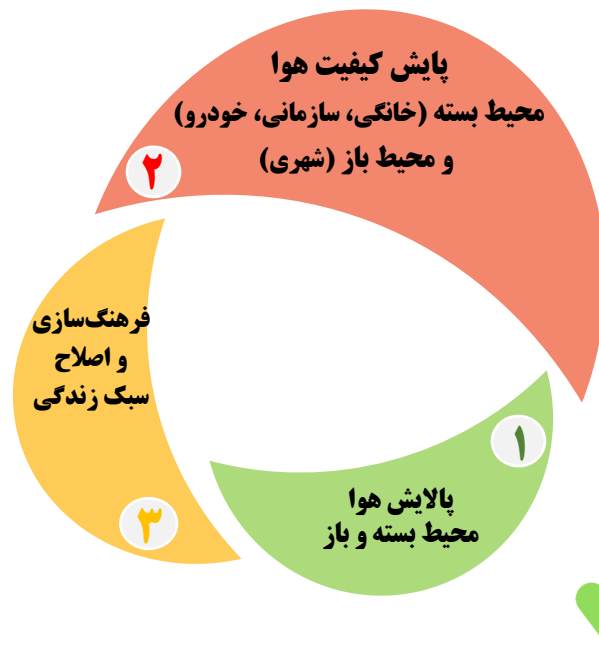 پایش کیفیت هوا
محیط بسته (خانگی، سازمانی، خودرو)
و محیط باز (شهری)
۲
فرهنگ‌سازی
و اصلاح
سبک زندگی
۳
۱
پالایش هوا
محیط بسته و باز